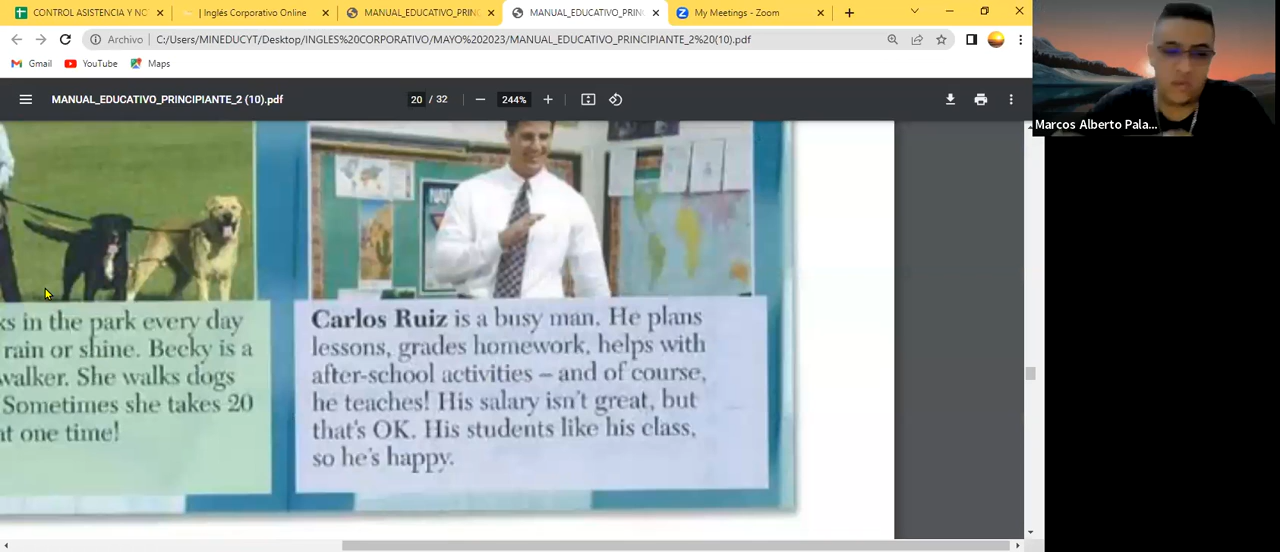 CONTROL ASISTENCIA Y NO
Inglés Corporativo Online
MANUAL_EDUCATIVO_PRIN
MANUAL_EDUCATIVO_PRIN
My Meetings - Zoom
Archivo
C:/Users/MINEDUCYT/Desktop/INGLES%20CORPORATIVO/MAYO%202023/MANUAL_EDUCATIVO_PRINCIPIANTE_2%20(10).pdf
Gmail
YouTube
Maps
MANUAL_EDUCATIVO_PRINCIPIANTE_2 (10).pdf
20 / 32
244%
Marcos Alberto Pala...
ks in the park every day
rain or shine. Becky is a
walker. She walks dogs
Sometimes she takes 20
at one time!
Carlos Ruiz is a busy man. He plans
lessons, grades homework, helps with
after-school activities – and of course,
he teaches! His salary isn't great, but
that's OK. His students like his class,
so he's happy.